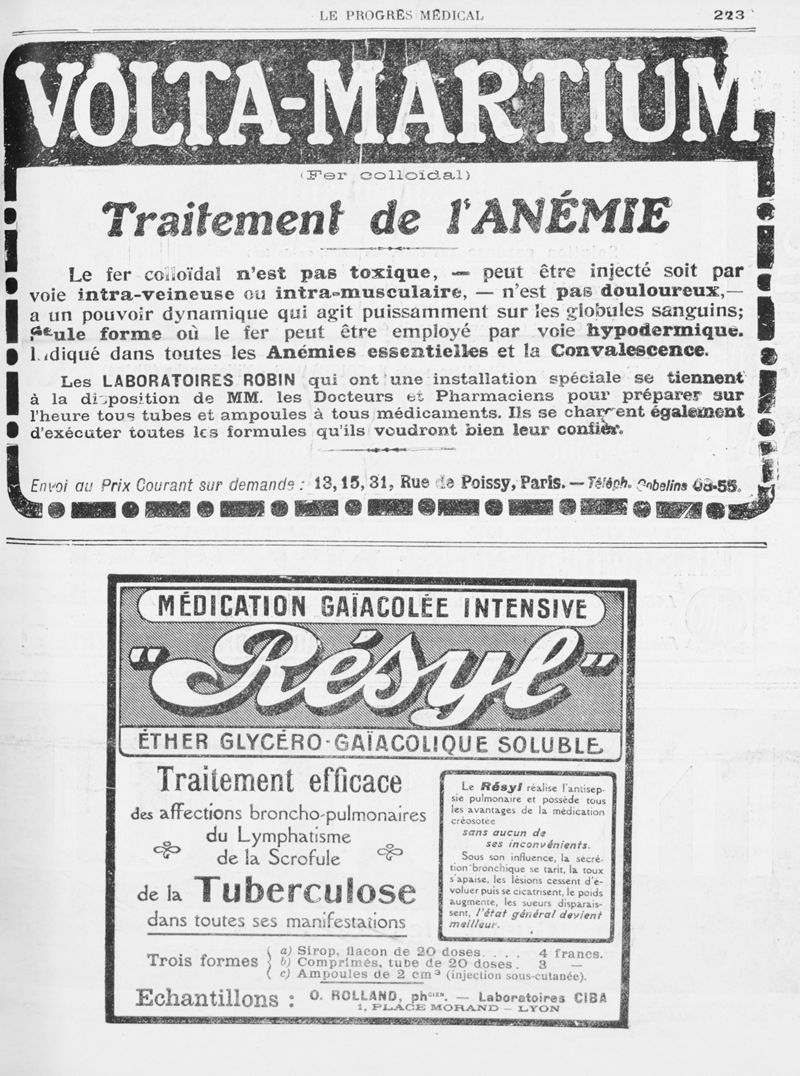 LE PROGRÈS MÉDICAL 223
VOLTA-MARTIUM
(Fer colloïdal)
Traitement de l'ANÉMIE
Le fer colloïdal n'est pas toxique, — peut être injecté soit par
voie intra-veineuse ou intra-musculaire, — n'est pas douloureux,—
a un pouvoir dynamique qui agit puissamment sur les globules sanguins;
seule forme où le fer peut être employé par voie hypodermique.
Indiqué dans toutes les Anémies essentielles et la Convalescence.
Les LABORATOIRES ROBIN qui ont une installation spéciale se tiennent
à la disposition de MM. les Docteurs et Pharmaciens pour préparer sur
l'heure tous tubes et ampoules à tous médicaments. Ils se chargent également
d'exécuter toutes les formules qu'ils voudront bien leur confier.
Envoi au Prix Courant sur demande : 13, 15, 31, Rue de Poissy, Paris. — Téléph. Gobelins 08-55.
MÉDICATION GAÏACOLÉE INTENSIVE
"Résyl"
ÉTHER GLYCÉRO-GAÏACOLIQUE SOLUBLE
Traitement efficace
des affections broncho-pulmonaires
du Lymphatisme
de la Scrofule
de la Tuberculose
dans toutes ses manifestations
Le Résyl réalise l'antisep-
sie pulmonaire et possède tous
les avantages de la médication
créosotée
sans aucun de
ses inconvénients.
Sous son influence, la sécré-
tion bronchique se tarit, la toux
s'apaise, les lésions cessent d'é-
voluer puis se cicatrisent, le poids
augmente, les sueurs disparais-
sent, l'état général devient
meilleur.
Trois formes
a) Sirop, flacon de 20 doses. . . . 4 francs.
b) Comprimés, tube de 20 doses. 3 —
c) Ampoules de 2 cm³ (injection sous-cutanée).
Echantillons : O. ROLLAND, phcien. — Laboratoires CIBA
1, PLACE MORAND — LYON